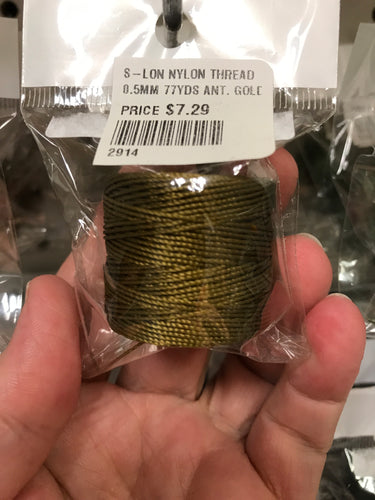 S-LON NYLON THREAD
0.5MM 77YDS ANT. GOLD
PRICE $7.29
2914